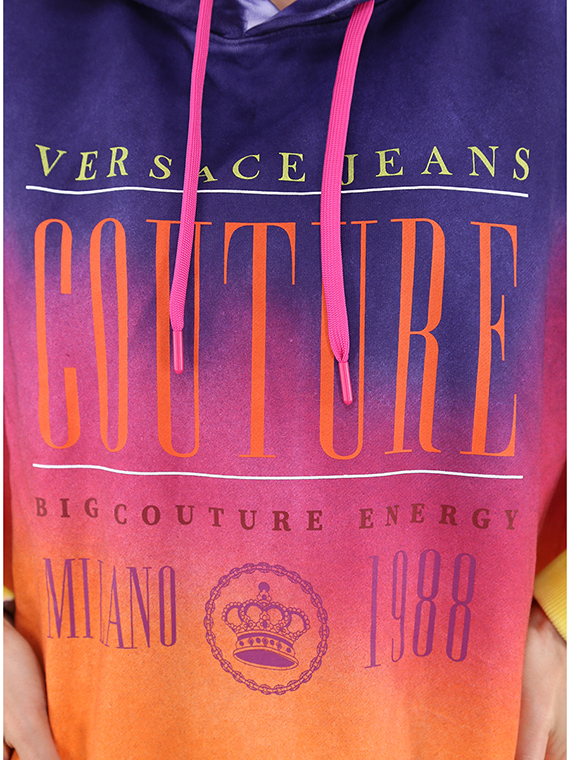 VERSACE JEANS
COUTURE
BIGCOUTURE ENERGY
MILANO 1988